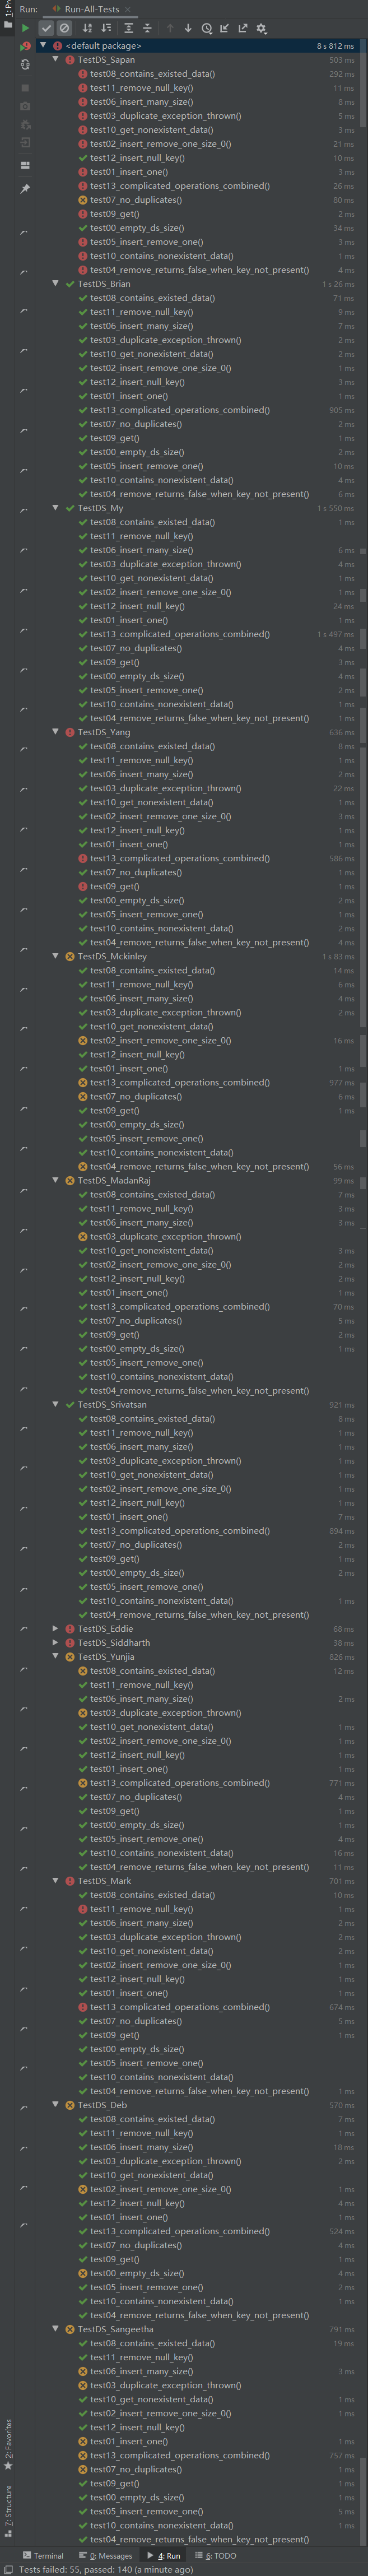 1: Pr
Run: Run-All-Tests
<default package> 8 s 812 ms
TestDS_Sapan 503 ms
test08_contains_existed_data() 292 ms
test11_remove_null_key() 11 ms
test06_insert_many_size() 8 ms
test03_duplicate_exception_thrown() 5 ms
test10_get_nonexistent_data() 3 ms
test02_insert_remove_one_size_0() 21 ms
test12_insert_null_key() 10 ms
test01_insert_one() 3 ms
test13_complicated_operations_combined() 26 ms
test07_no_duplicates() 80 ms
test09_get() 2 ms
test00_empty_ds_size() 34 ms
test05_insert_remove_one() 3 ms
test10_contains_nonexistent_data() 1 ms
test04_remove_returns_false_when_key_not_present() 4 ms
TestDS_Brian 1 s 26 ms
test08_contains_existed_data() 71 ms
test11_remove_null_key() 9 ms
test06_insert_many_size() 7 ms
test03_duplicate_exception_thrown() 2 ms
test10_get_nonexistent_data() 2 ms
test02_insert_remove_one_size_0() 1 ms
test12_insert_null_key() 3 ms
test01_insert_one() 1 ms
test13_complicated_operations_combined() 905 ms
test07_no_duplicates() 2 ms
test09_get() 1 ms
test00_empty_ds_size() 2 ms
test05_insert_remove_one() 10 ms
test10_contains_nonexistent_data() 4 ms
test04_remove_returns_false_when_key_not_present() 6 ms
TestDS_My 1 s 550 ms
test08_contains_existed_data() 1 ms
test11_remove_null_key()
test06_insert_many_size() 6 ms
test03_duplicate_exception_thrown() 4 ms
test10_get_nonexistent_data() 1 ms
test02_insert_remove_one_size_0() 1 ms
test12_insert_null_key() 24 ms
test01_insert_one() 1 ms
test13_complicated_operations_combined() 1 s 497 ms
test07_no_duplicates() 4 ms
test09_get() 3 ms
test00_empty_ds_size() 4 ms
test05_insert_remove_one() 2 ms
test10_contains_nonexistent_data() 1 ms
test04_remove_returns_false_when_key_not_present() 1 ms
TestDS_Yang 636 ms
test08_contains_existed_data() 8 ms
test11_remove_null_key() 1 ms
test06_insert_many_size() 2 ms
test03_duplicate_exception_thrown() 22 ms
test10_get_nonexistent_data() 1 ms
test02_insert_remove_one_size_0() 3 ms
test12_insert_null_key() 1 ms
test01_insert_one() 1 ms
test13_complicated_operations_combined() 586 ms
test07_no_duplicates() 1 ms
test09_get() 1 ms
test00_empty_ds_size() 2 ms
test05_insert_remove_one() 1 ms
test10_contains_nonexistent_data() 2 ms
test04_remove_returns_false_when_key_not_present() 4 ms
TestDS_Mckinley 1 s 83 ms
test08_contains_existed_data() 14 ms
test11_remove_null_key() 6 ms
test06_insert_many_size() 4 ms
test03_duplicate_exception_thrown() 2 ms
test10_get_nonexistent_data()
test02_insert_remove_one_size_0() 16 ms
test12_insert_null_key()
test01_insert_one() 1 ms
test13_complicated_operations_combined() 977 ms
test07_no_duplicates() 6 ms
test09_get() 1 ms
test00_empty_ds_size()
test05_insert_remove_one()
test10_contains_nonexistent_data()
test04_remove_returns_false_when_key_not_present() 56 ms
TestDS_MadanRaj 99 ms
test08_contains_existed_data() 7 ms
test11_remove_null_key() 3 ms
test06_insert_many_size() 3 ms
test03_duplicate_exception_thrown()
test10_get_nonexistent_data() 3 ms
test02_insert_remove_one_size_0() 2 ms
test12_insert_null_key() 2 ms
test01_insert_one() 1 ms
test13_complicated_operations_combined() 70 ms
test07_no_duplicates() 5 ms
test09_get() 2 ms
test00_empty_ds_size() 1 ms
test05_insert_remove_one()
test10_contains_nonexistent_data()
test04_remove_returns_false_when_key_not_present()
TestDS_Srivatsan 921 ms
test08_contains_existed_data() 8 ms
test11_remove_null_key() 1 ms
test06_insert_many_size() 1 ms
test03_duplicate_exception_thrown() 1 ms
test10_get_nonexistent_data() 1 ms
test02_insert_remove_one_size_0() 1 ms
test12_insert_null_key() 1 ms
test01_insert_one() 7 ms
test13_complicated_operations_combined() 894 ms
test07_no_duplicates() 2 ms
test09_get() 1 ms
test00_empty_ds_size() 2 ms
test05_insert_remove_one()
test10_contains_nonexistent_data() 1 ms
test04_remove_returns_false_when_key_not_present()
TestDS_Eddie 68 ms
TestDS_Siddharth 38 ms
TestDS_Yunjia 826 ms
test08_contains_existed_data() 12 ms
test11_remove_null_key()
test06_insert_many_size() 2 ms
test03_duplicate_exception_thrown()
test10_get_nonexistent_data() 1 ms
test02_insert_remove_one_size_0() 1 ms
test12_insert_null_key() 1 ms
test01_insert_one() 1 ms
test13_complicated_operations_combined() 771 ms
test07_no_duplicates() 4 ms
test09_get() 1 ms
test00_empty_ds_size() 1 ms
test05_insert_remove_one() 4 ms
test10_contains_nonexistent_data() 16 ms
test04_remove_returns_false_when_key_not_present() 11 ms
TestDS_Mark 701 ms
test08_contains_existed_data() 10 ms
test11_remove_null_key() 1 ms
test06_insert_many_size() 2 ms
test03_duplicate_exception_thrown() 2 ms
test10_get_nonexistent_data() 2 ms
test02_insert_remove_one_size_0() 1 ms
test12_insert_null_key() 1 ms
test01_insert_one() 1 ms
test13_complicated_operations_combined() 674 ms
test07_no_duplicates() 5 ms
test09_get() 1 ms
test00_empty_ds_size()
test05_insert_remove_one()
test10_contains_nonexistent_data()
test04_remove_returns_false_when_key_not_present() 1 ms
TestDS_Deb 570 ms
test08_contains_existed_data() 7 ms
test11_remove_null_key() 1 ms
test06_insert_many_size() 18 ms
test03_duplicate_exception_thrown() 2 ms
test10_get_nonexistent_data()
test02_insert_remove_one_size_0() 1 ms
test12_insert_null_key() 4 ms
test01_insert_one() 1 ms
test13_complicated_operations_combined() 524 ms
test07_no_duplicates() 4 ms
test09_get() 1 ms
test00_empty_ds_size() 4 ms
test05_insert_remove_one() 2 ms
test10_contains_nonexistent_data() 1 ms
test04_remove_returns_false_when_key_not_present()
TestDS_Sangeetha 791 ms
test08_contains_existed_data() 19 ms
test11_remove_null_key()
test06_insert_many_size() 3 ms
test03_duplicate_exception_thrown()
test10_get_nonexistent_data() 1 ms
test02_insert_remove_one_size_0() 1 ms
test12_insert_null_key()
test01_insert_one() 1 ms
test13_complicated_operations_combined() 757 ms
test07_no_duplicates() 1 ms
test09_get() 1 ms
test00_empty_ds_size() 1 ms
test05_insert_remove_one() 5 ms
test10_contains_nonexistent_data() 1 ms
test04_remove_returns_false_when_key_not_present()
2: Favorites
Z: Structure
Terminal 0: Messages 4: Run 6: TODO
Tests failed: 55, passed: 140 (a minute ago)